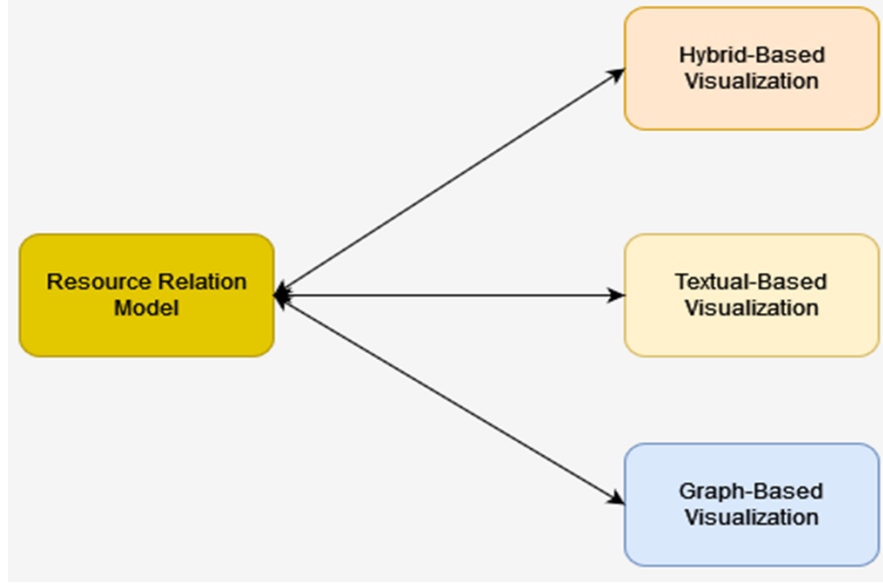 Hybrid-Based
Visualization
Resource Relation
Model
Textual-Based
Visualization
Graph-Based
Visualization